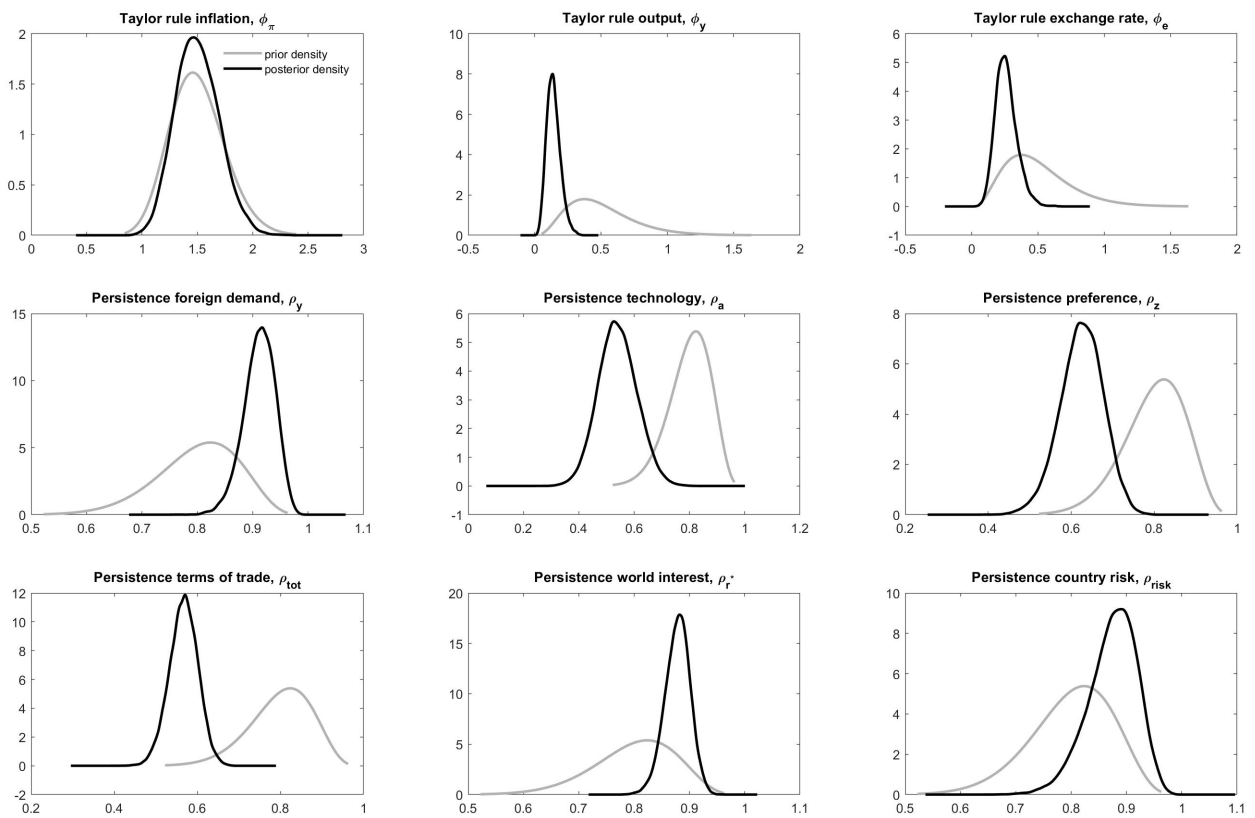 Taylor rule inflation, ϕπ
prior density
posterior density
2
1.5
1
0.5
0
0 0.5 1 1.5 2 2.5 3
Taylor rule output, ϕy
10
8
6
4
2
0
-0.5 0 0.5 1 1.5 2
Taylor rule exchange rate, ϕe
6
5
4
3
2
1
0
-1
-0.5 0 0.5 1 1.5 2
Persistence foreign demand, ρy
15
10
5
0
0.5 0.6 0.7 0.8 0.9 1 1.1
Persistence technology, ρa
6
5
4
3
2
1
0
-1
0 0.2 0.4 0.6 0.8 1 1.2
Persistence preference, ρz
8
6
4
2
0
0.2 0.4 0.6 0.8 1
Persistence terms of trade, ρtot
12
10
8
6
4
2
0
-2
0.2 0.4 0.6 0.8 1
Persistence world interest, ρr*
20
15
10
5
0
0.5 0.6 0.7 0.8 0.9 1 1.1
Persistence country risk, ρrisk
10
8
6
4
2
0
0.5 0.6 0.7 0.8 0.9 1 1.1